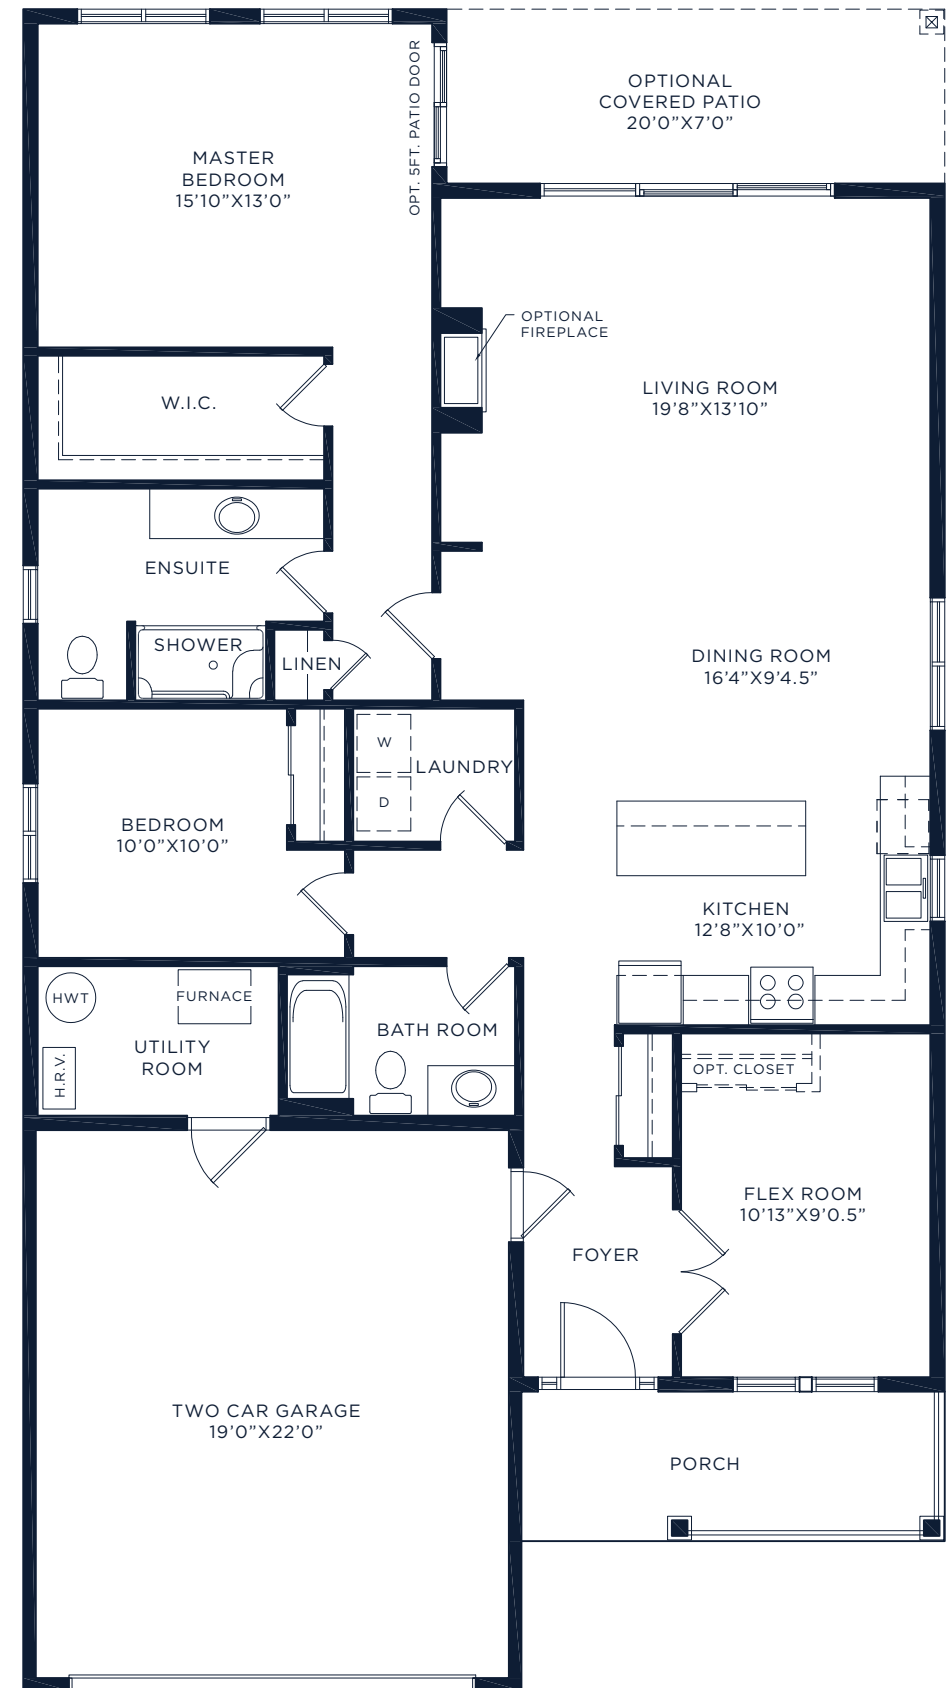 OPTIONAL
COVERED PATIO
20’0”X7’0”
OPT. 5FT. PATIO DOOR
MASTER
BEDROOM
15’10”X13’0”
OPTIONAL
FIREPLACE
LIVING ROOM
19’8”X13’10”
W.I.C.
ENSUITE
SHOWER
LINEN
DINING ROOM
16’4”X9’4.5”
W
LAUNDRY
D
BEDROOM
10’0”X10’0”
KITCHEN
12’8”X10’0”
HWT
FURNACE
UTILITY
ROOM
H.R.V.
BATH ROOM
OPT. CLOSET
FLEX ROOM
10’13”X9’0.5”
FOYER
TWO CAR GARAGE
19’0”X22’0”
PORCH